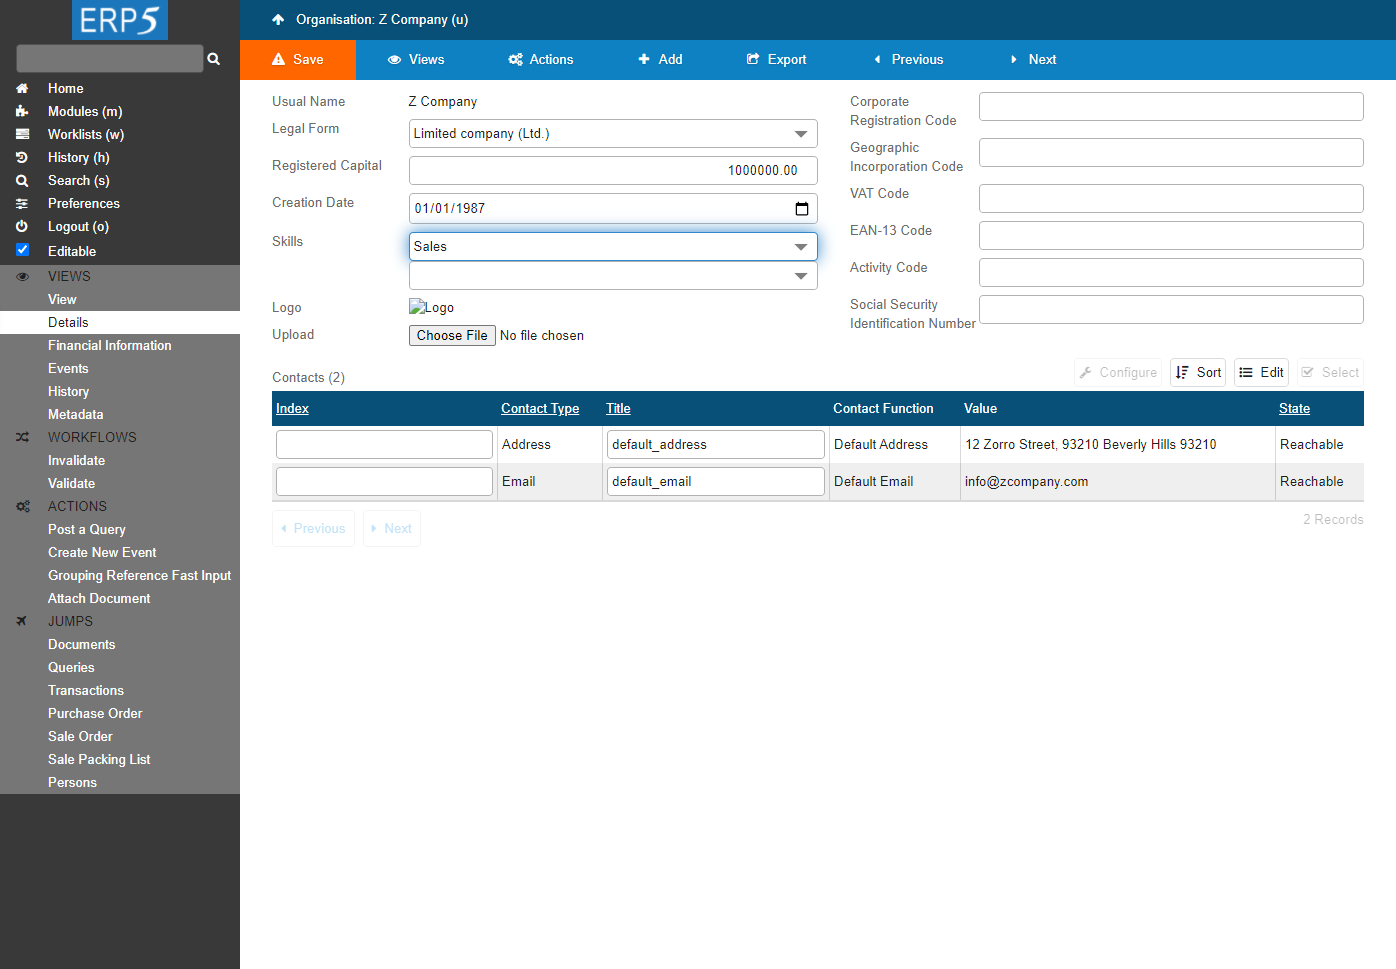 ERP5
Home
Modules (m)
Worklists (w)
History (h)
Search (s)
Preferences
Logout (o)
Editable
VIEWS
View
Details
Financial Information
Events
History
Metadata
WORKFLOWS
Invalidate
Validate
ACTIONS
Post a Query
Create New Event
Grouping Reference Fast Input
Attach Document
JUMPS
Documents
Queries
Transactions
Purchase Order
Sale Order
Sale Packing List
Persons
Organisation: Z Company (u)
Save Views Actions Add Export Previous Next
Usual Name Z Company
Legal Form Limited company (Ltd.)
Registered Capital 1000000.00
Creation Date 01/01/1987
Skills Sales
Logo Logo
Upload Choose File No file chosen
Corporate
Registration Code
Geographic
Incorporation Code
VAT Code
EAN-13 Code
Activity Code
Social Security
Identification Number
Contacts (2) Configure Sort Edit Select
Index Contact Type Title Contact Function Value State
Address default_address Default Address 12 Zorro Street, 93210 Beverly Hills 93210 Reachable
Email default_email Default Email info@zcompany.com Reachable
Previous Next 2 Records